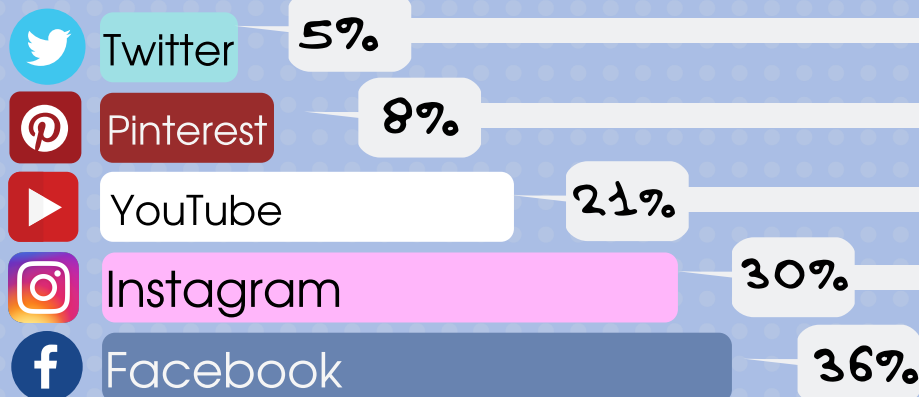 Twitter 5%
Pinterest 8%
YouTube 21%
Instagram 30%
Facebook 36%